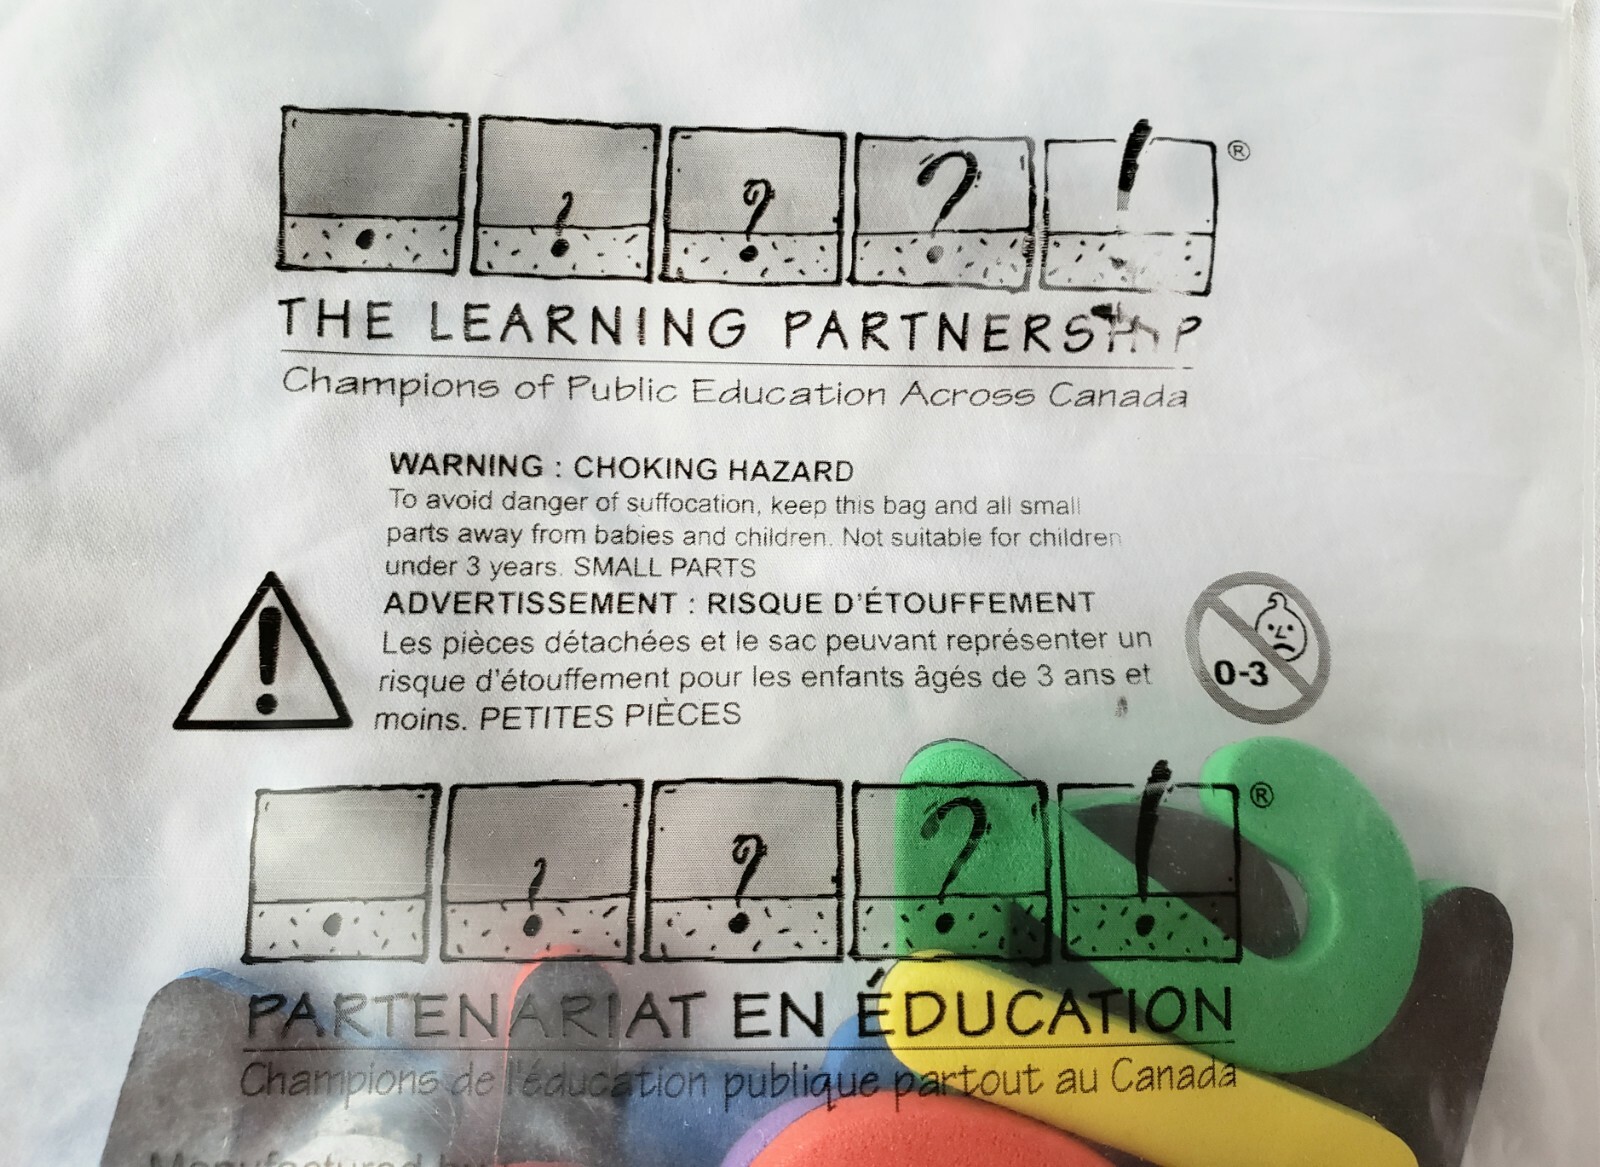 ®
THE LEARNING PARTNERSHIP
Champions of Public Education Across Canada
WARNING : CHOKING HAZARD
To avoid danger of suffocation, keep this bag and all small
parts away from babies and children. Not suitable for children
under 3 years. SMALL PARTS
ADVERTISSEMENT : RISQUE D'ÉTOUFFEMENT
Les pièces détachées et le sac peuvant représenter un
risque d'étouffement pour les enfants âgés de 3 ans et
moins. PETITES PIÈCES
0-3
®
PARTENARIAT EN ÉDUCATION
Champions de l'éducation publique partout au Canada
Manufactured by